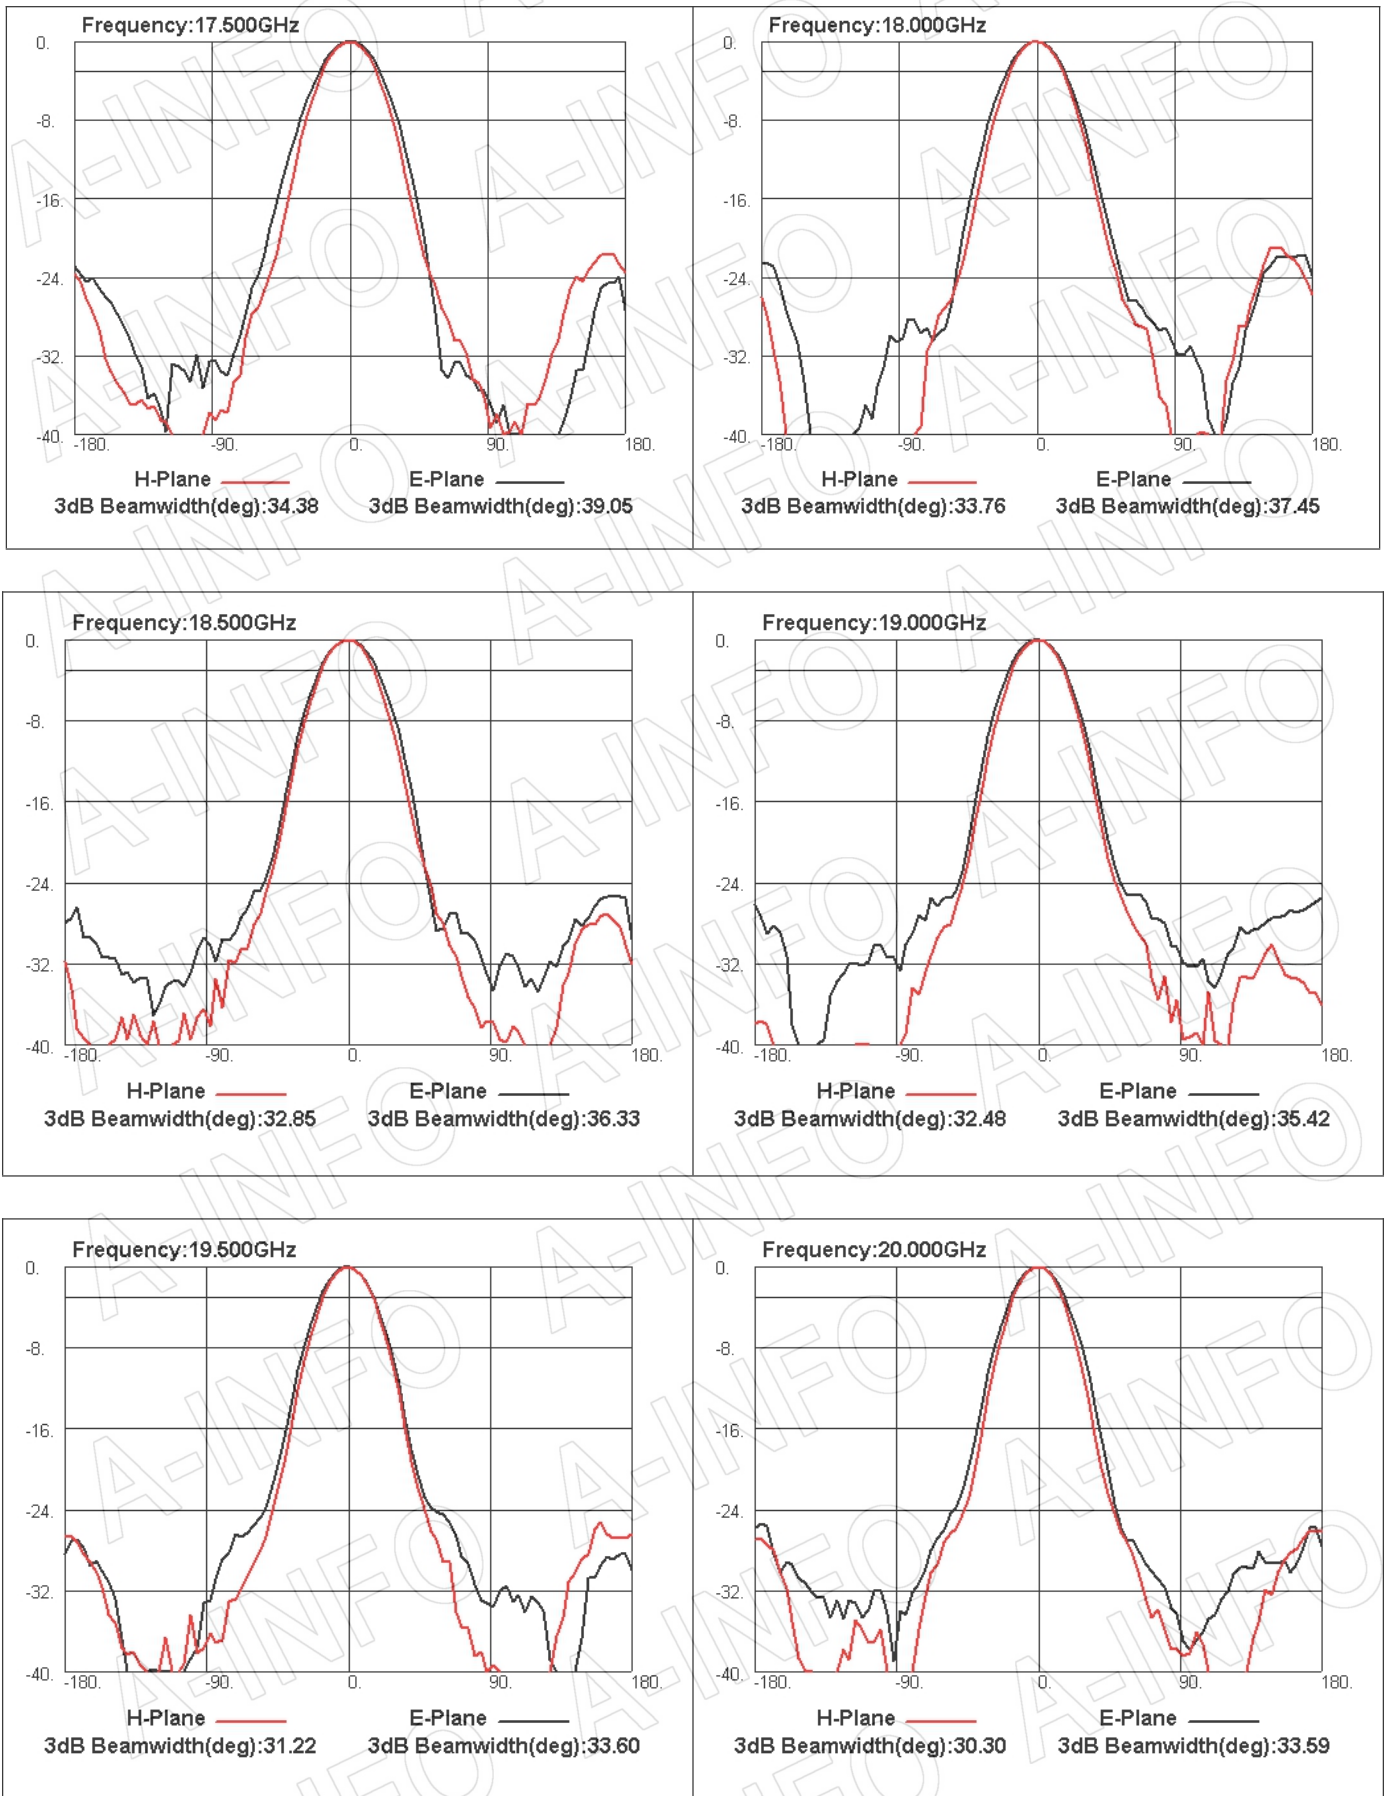 Frequency:17.500GHz
0.
-8.
-16.
-24.
-32.
-40.
-180. -90. 0. 90. 180.
H-Plane E-Plane
3dB Beamwidth(deg):34.38 3dB Beamwidth(deg):39.05
Frequency:18.000GHz
0.
-8.
-16.
-24.
-32.
-40.
-180. -90. 0. 90. 180.
H-Plane E-Plane
3dB Beamwidth(deg):33.76 3dB Beamwidth(deg):37.45
Frequency:18.500GHz
0.
-8.
-16.
-24.
-32.
-40.
-180. -90. 0. 90. 180.
H-Plane E-Plane
3dB Beamwidth(deg):32.85 3dB Beamwidth(deg):36.33
Frequency:19.000GHz
0.
-8.
-16.
-24.
-32.
-40.
-180. -90. 0. 90. 180.
H-Plane E-Plane
3dB Beamwidth(deg):32.48 3dB Beamwidth(deg):35.42
Frequency:19.500GHz
0.
-8.
-16.
-24.
-32.
-40.
-180. -90. 0. 90. 180.
H-Plane E-Plane
3dB Beamwidth(deg):31.22 3dB Beamwidth(deg):33.60
Frequency:20.000GHz
0.
-8.
-16.
-24.
-32.
-40.
-180. -90. 0. 90. 180.
H-Plane E-Plane
3dB Beamwidth(deg):30.30 3dB Beamwidth(deg):33.59
A-INFO